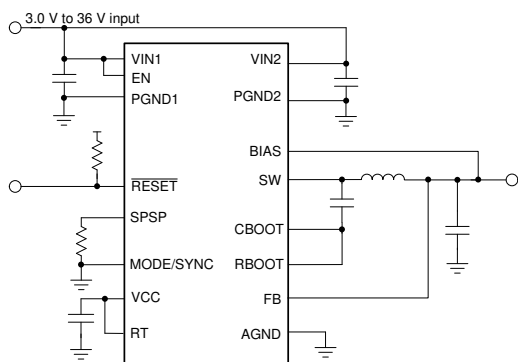 3.0 V to 36 V input
VIN1
EN
PGND1
RESET
SPSP
MODE/SYNC
VCC
RT
VIN2
PGND2
BIAS
SW
CBOOT
RBOOT
FB
AGND